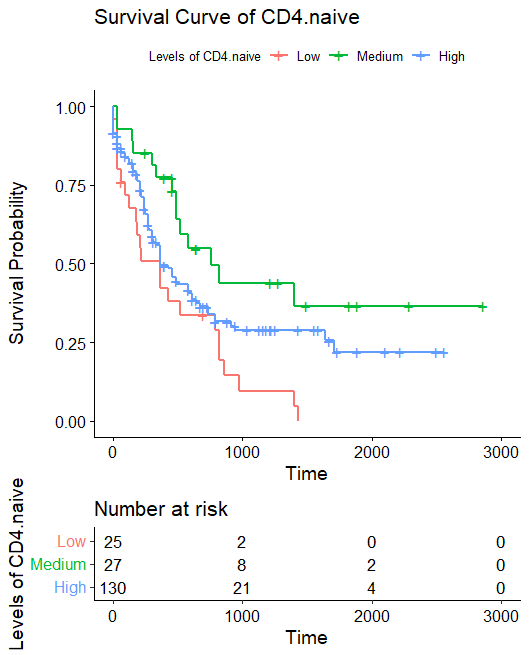 Survival Curve of CD4.naive
Levels of CD4.naive Low Medium High
Survival Probability
1.00
0.75
0.50
0.25
0.00
0 1000 2000 3000
Time
Number at risk
Levels of CD4.naive
Low 25 2 0 0
Medium 27 8 2 0
High 130 21 4 0
0 1000 2000 3000
Time